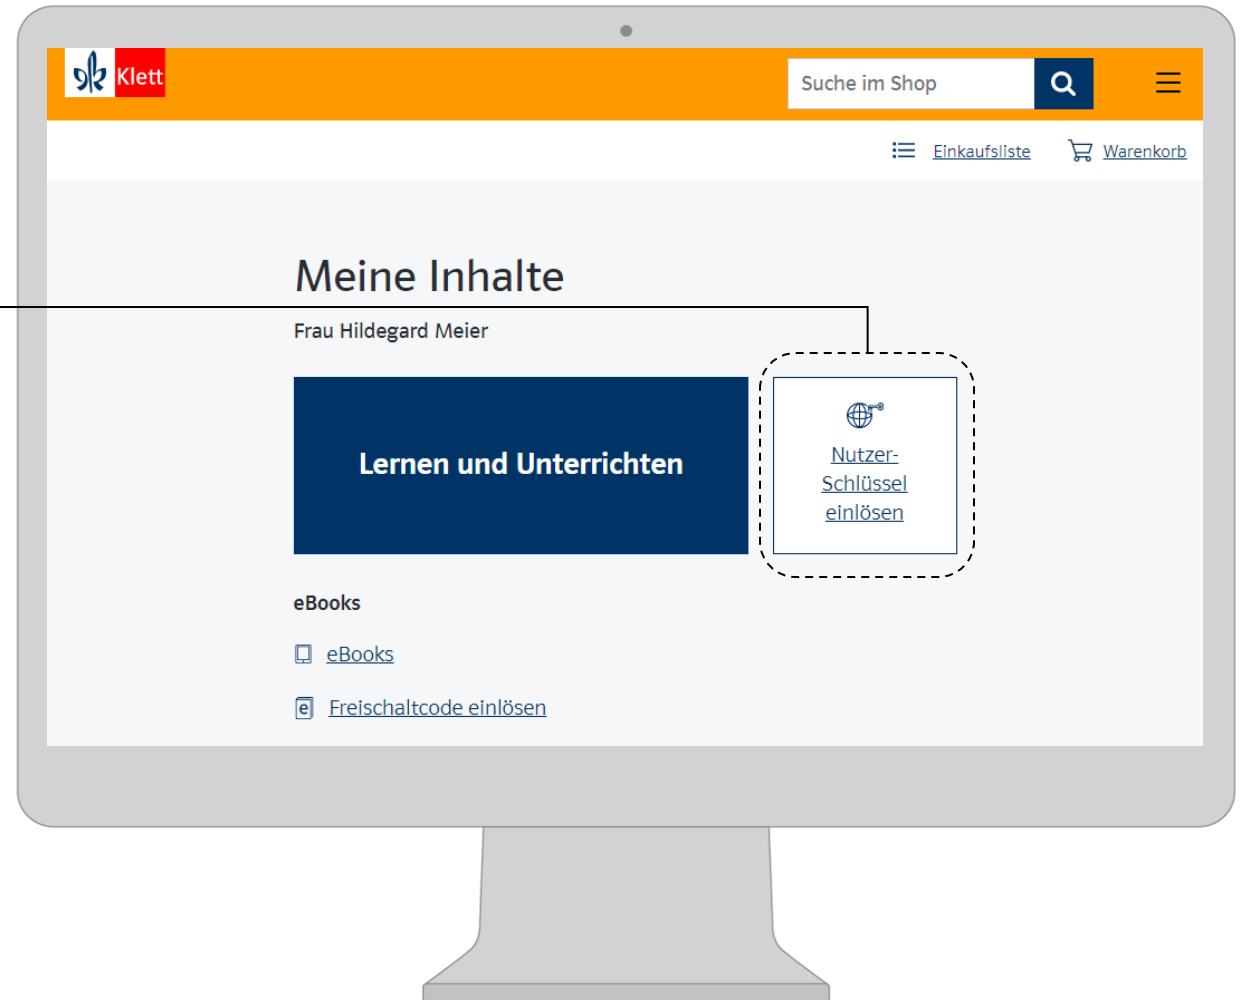 Klett
Suche im Shop
Einkaufsliste
Warenkorb
Meine Inhalte
Frau Hildegard Meier
Lernen und Unterrichten
Nutzer-
Schlüssel
einlösen
eBooks
eBooks
e
Freischaltcode einlösen